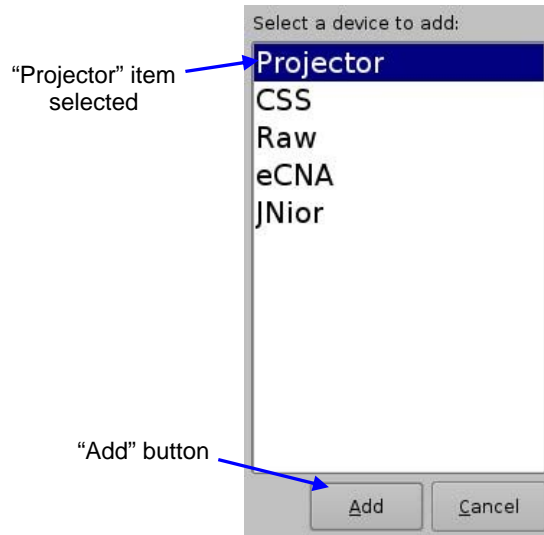 Select a device to add:
“Projector” item
selected
Projector
CSS
Raw
eCNA
JNior
“Add” button
Add
Cancel